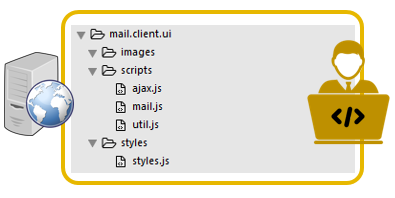 mail.client.ui
images
scripts
ajax.js
mail.js
util.js
styles
styles.js
</>